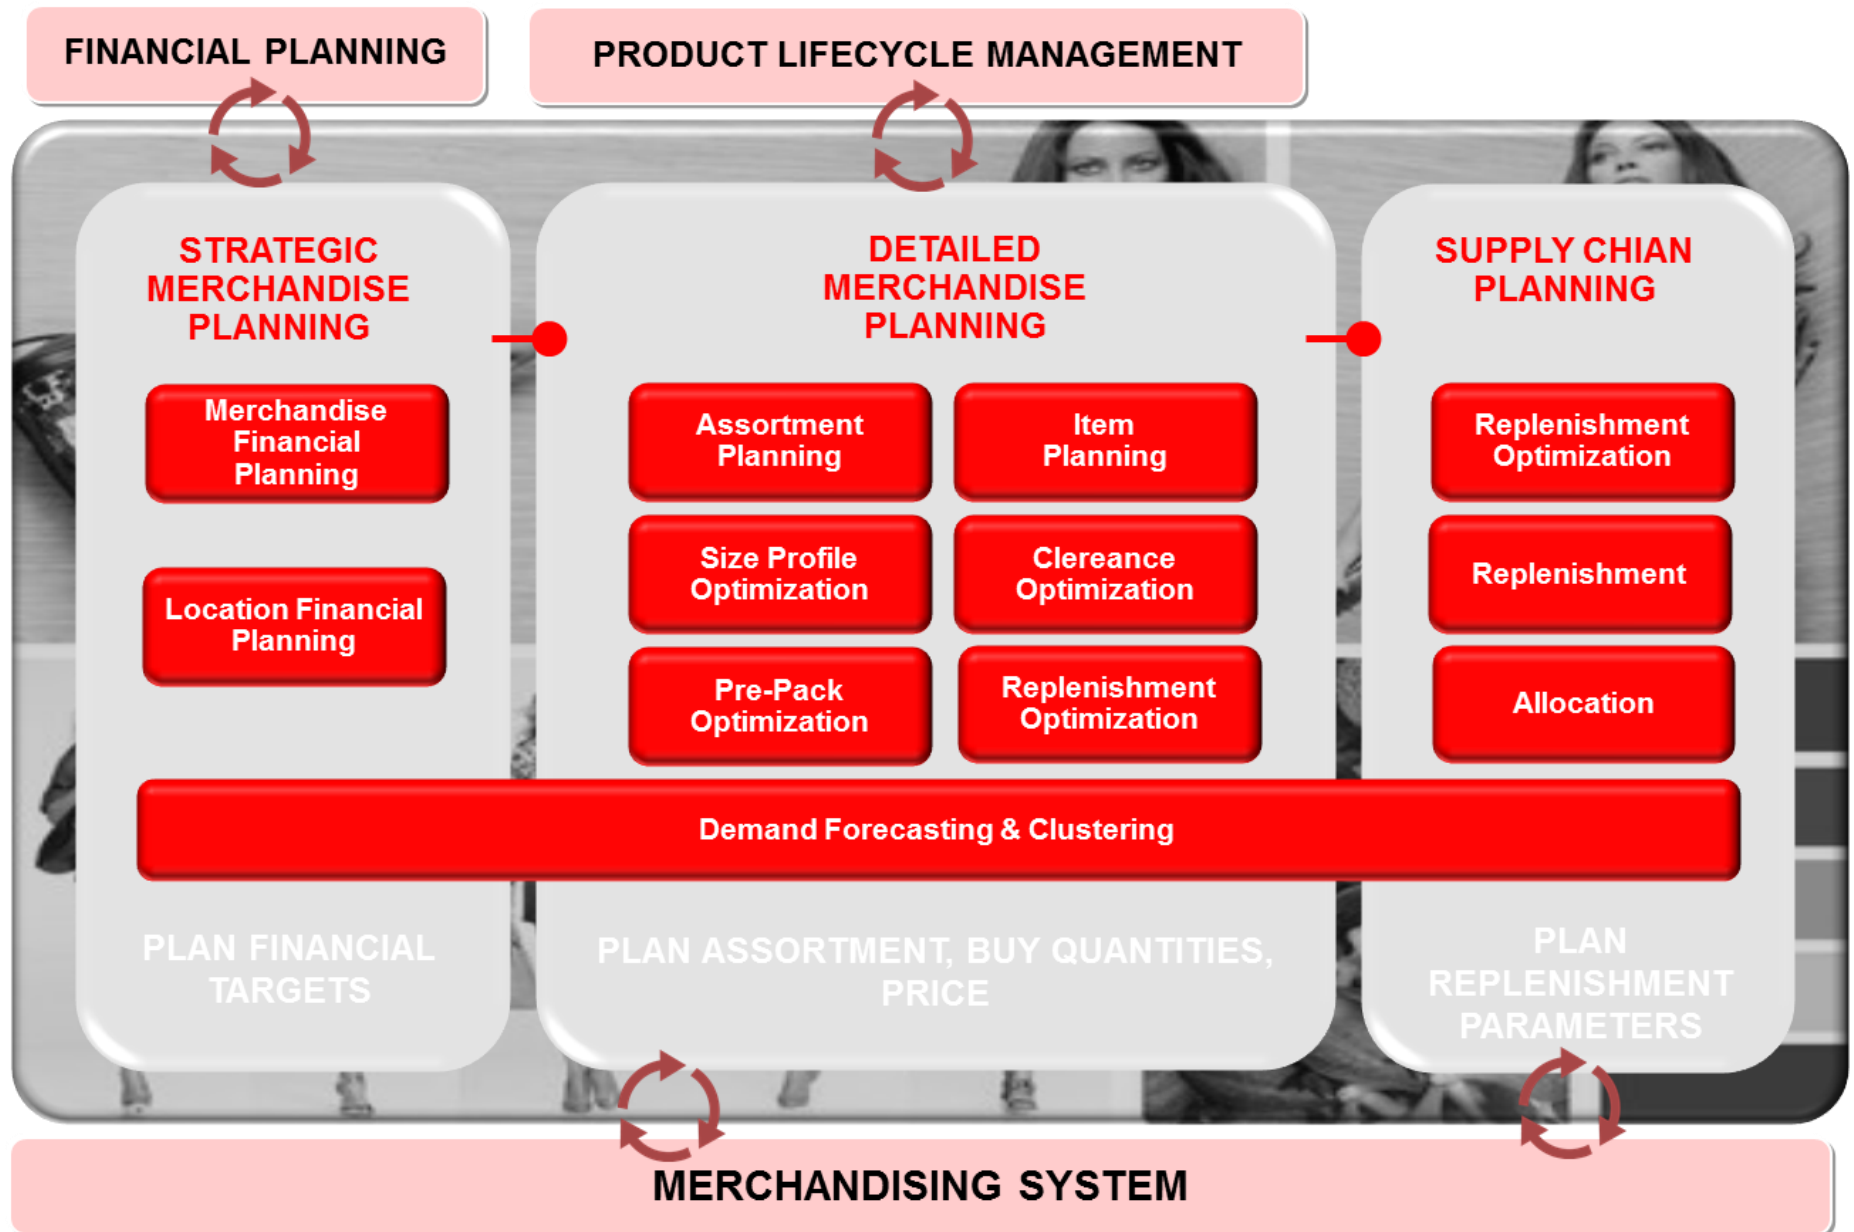 FINANCIAL PLANNING
PRODUCT LIFECYCLE MANAGEMENT
STRATEGIC
MERCHANDISE
PLANNING
Merchandise
Financial
Planning
Location Financial
Planning
DETAILED
MERCHANDISE
PLANNING
Assortment
Planning
Item
Planning
Size Profile
Optimization
Clereance
Optimization
Pre-Pack
Optimization
Replenishment
Optimization
SUPPLY CHIAN
PLANNING
Replenishment
Optimization
Replenishment
Allocation
Demand Forecasting & Clustering
PLAN FINANCIAL
TARGETS
PLAN ASSORTMENT, BUY QUANTITIES,
PRICE
PLAN
REPLENISHMENT
PARAMETERS
MERCHANDISING SYSTEM